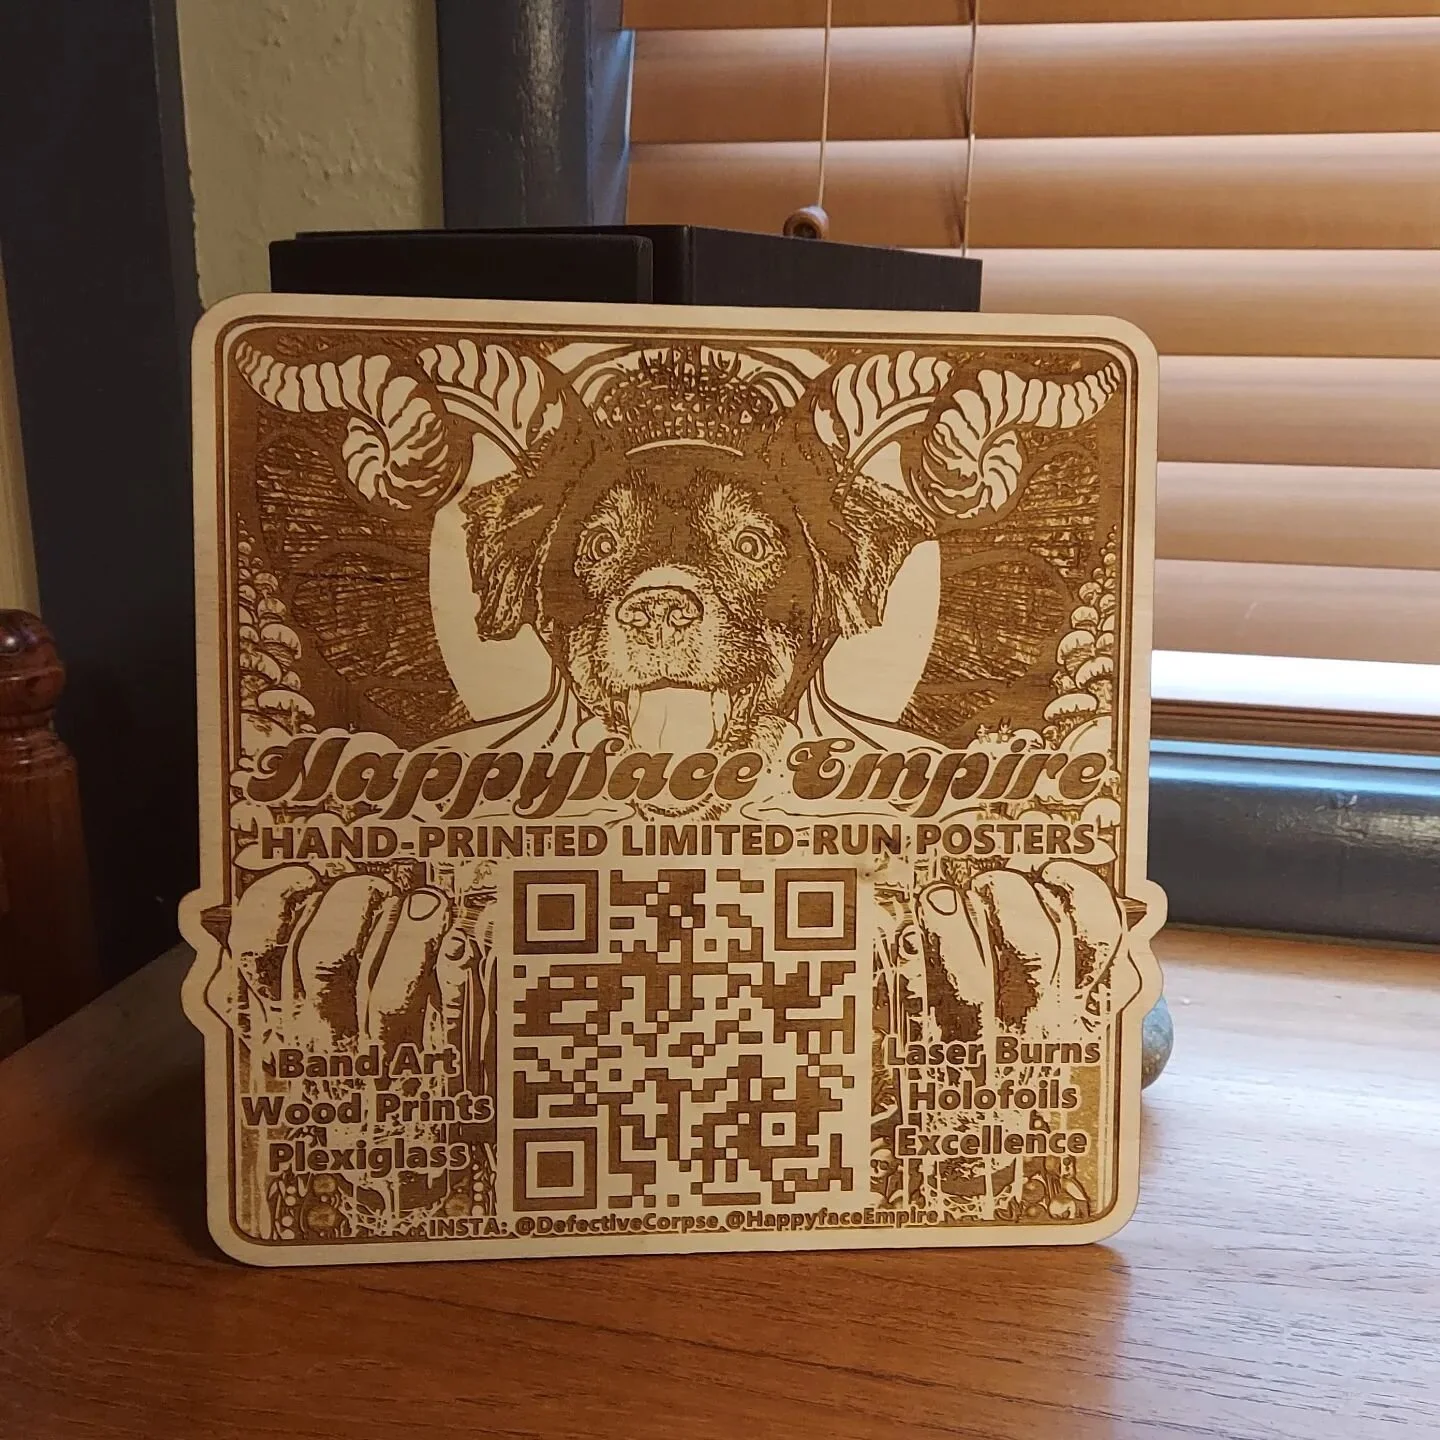 Happyface Empire
HAND-PRINTED LIMITED-RUN POSTERS
Band Art
Wood Prints
Plexiglass
Laser Burns
Holofoils
Excellence
INSTA: @DefectiveCorpse @HappyfaceEmpire